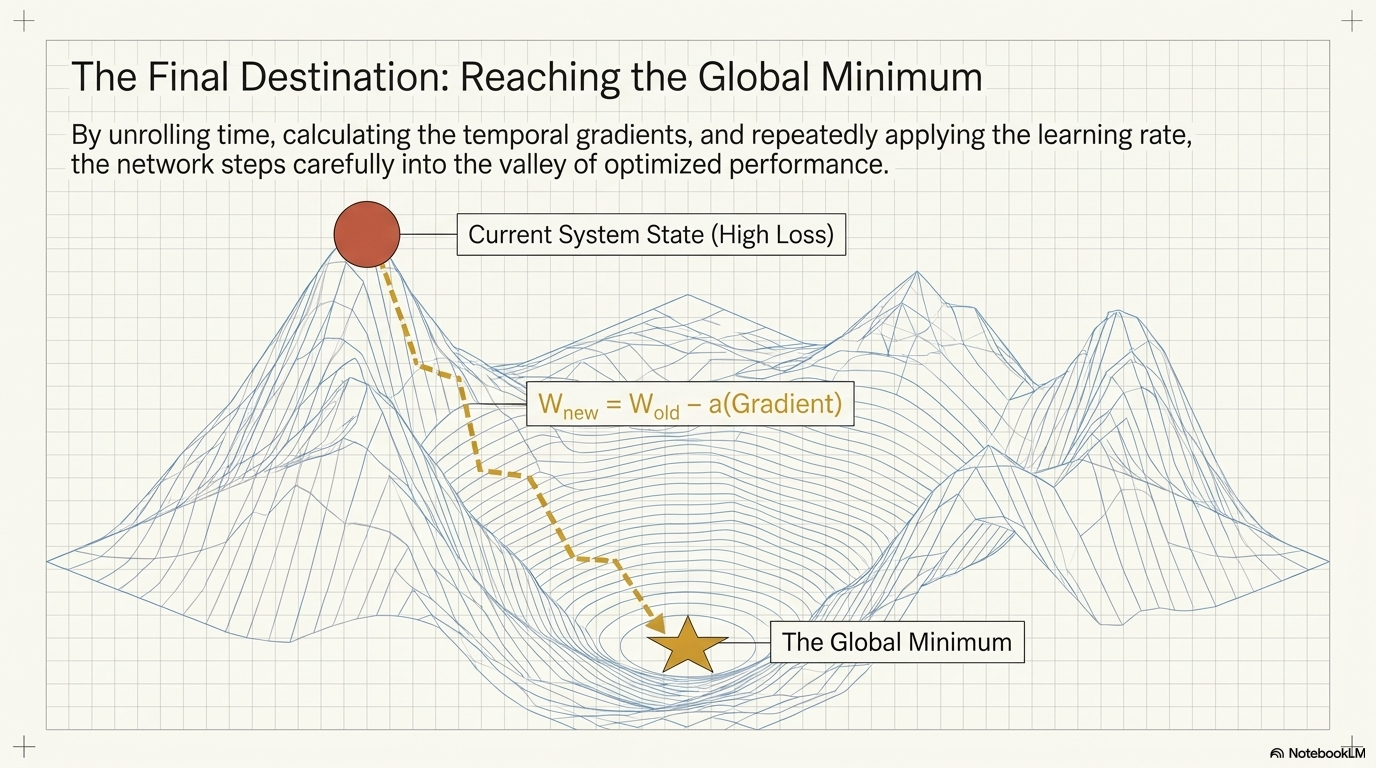 The Final Destination: Reaching the Global Minimum
By unrolling time, calculating the temporal gradients, and repeatedly applying the learning rate,
the network steps carefully into the valley of optimized performance.
Current System State (High Loss)
W_new = W_old – a(Gradient)
The Global Minimum
NotebookLM